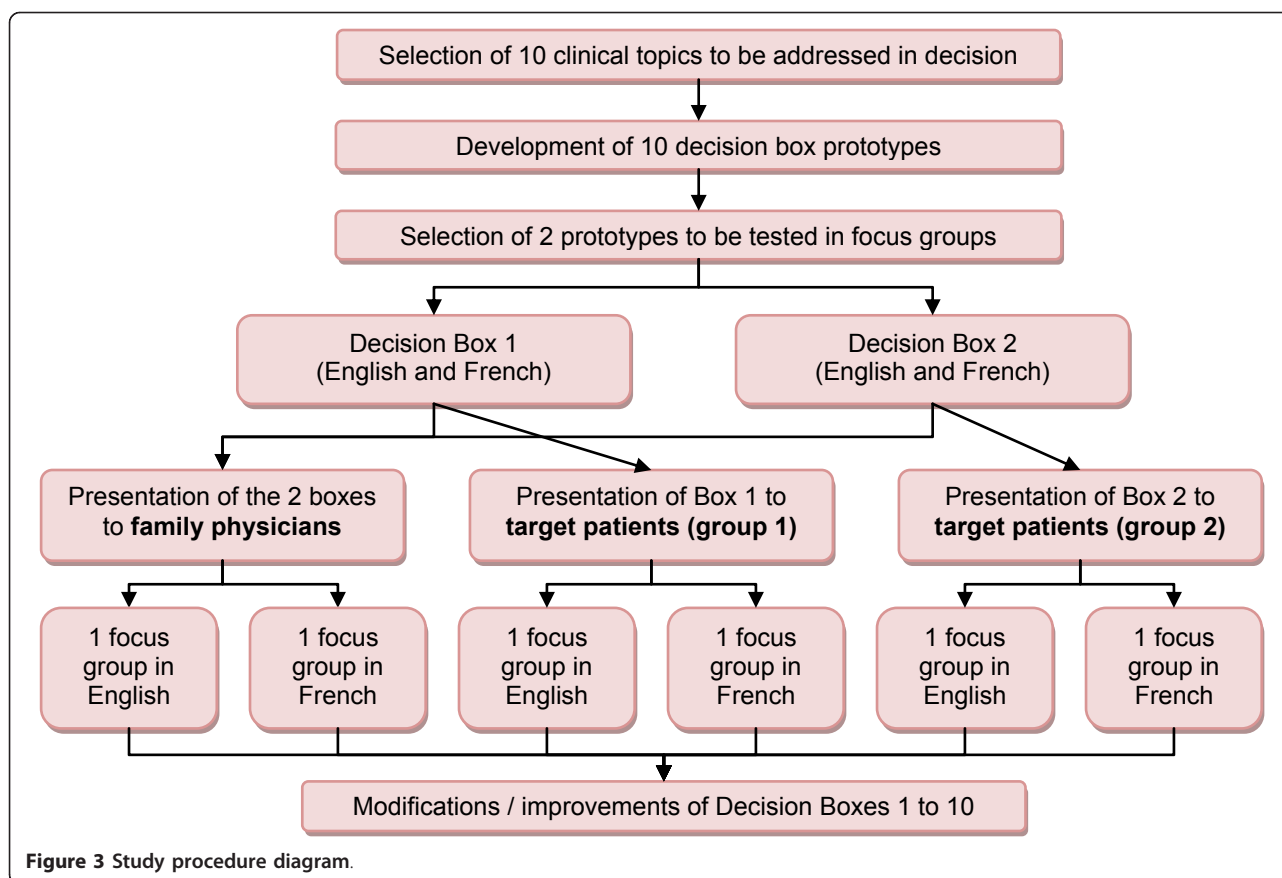 Selection of 10 clinical topics to be addressed in decision
Development of 10 decision box prototypes
Selection of 2 prototypes to be tested in focus groups
Decision Box 1
(English and French)
Decision Box 2
(English and French)
Presentation of the 2 boxes
to family physicians
Presentation of Box 1 to
target patients (group 1)
Presentation of Box 2 to
target patients (group 2)
1 focus
group in
English
1 focus
group in
French
1 focus
group in
English
1 focus
group in
French
1 focus
group in
English
1 focus
group in
French
Modifications / improvements of Decision Boxes 1 to 10
Figure 3 Study procedure diagram.